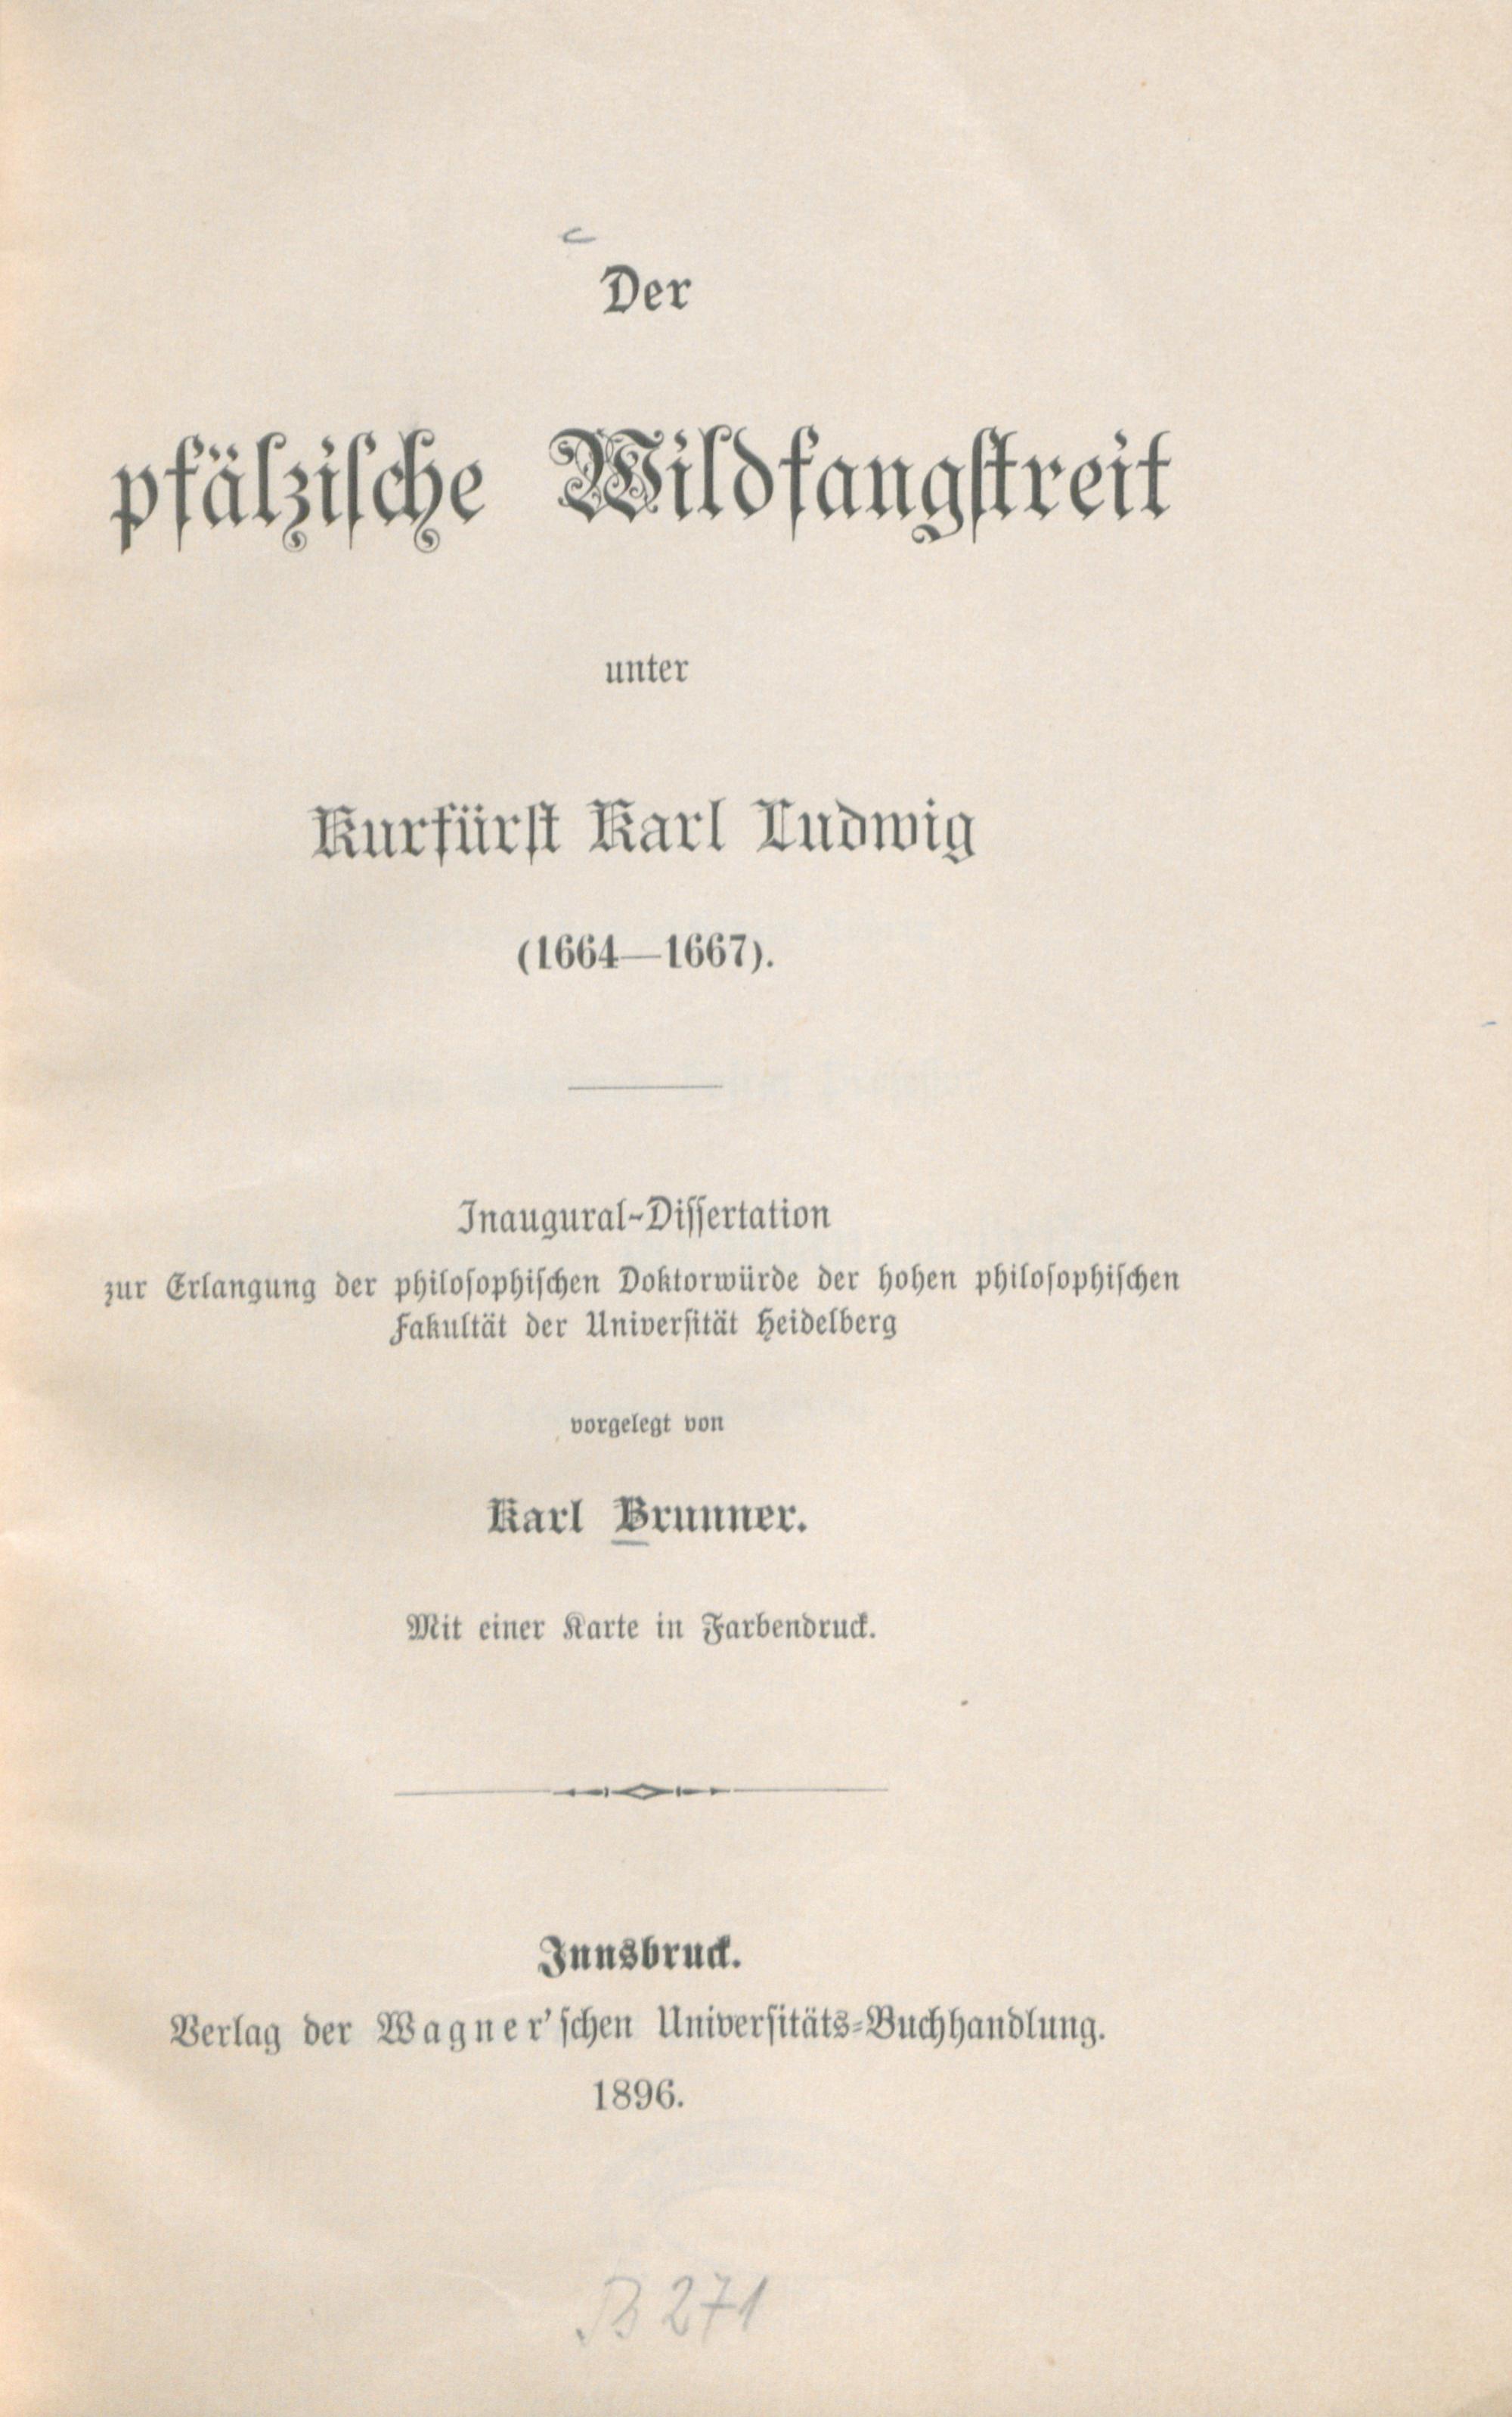 Der
pfälzische Wildfangstreit
unter
Kurfürst Karl Ludwig
(1664—1667).
Inaugural-Dissertation
zur Erlangung der philosophischen Doktorwürde der hohen philosophischen
Fakultät der Universität Heidelberg
vorgelegt von
Karl Brunner.
Mit einer Karte in Farbendruck.
Innsbruck.
Verlag der Wagner'schen Universitäts-Buchhandlung.
1896.
B 271